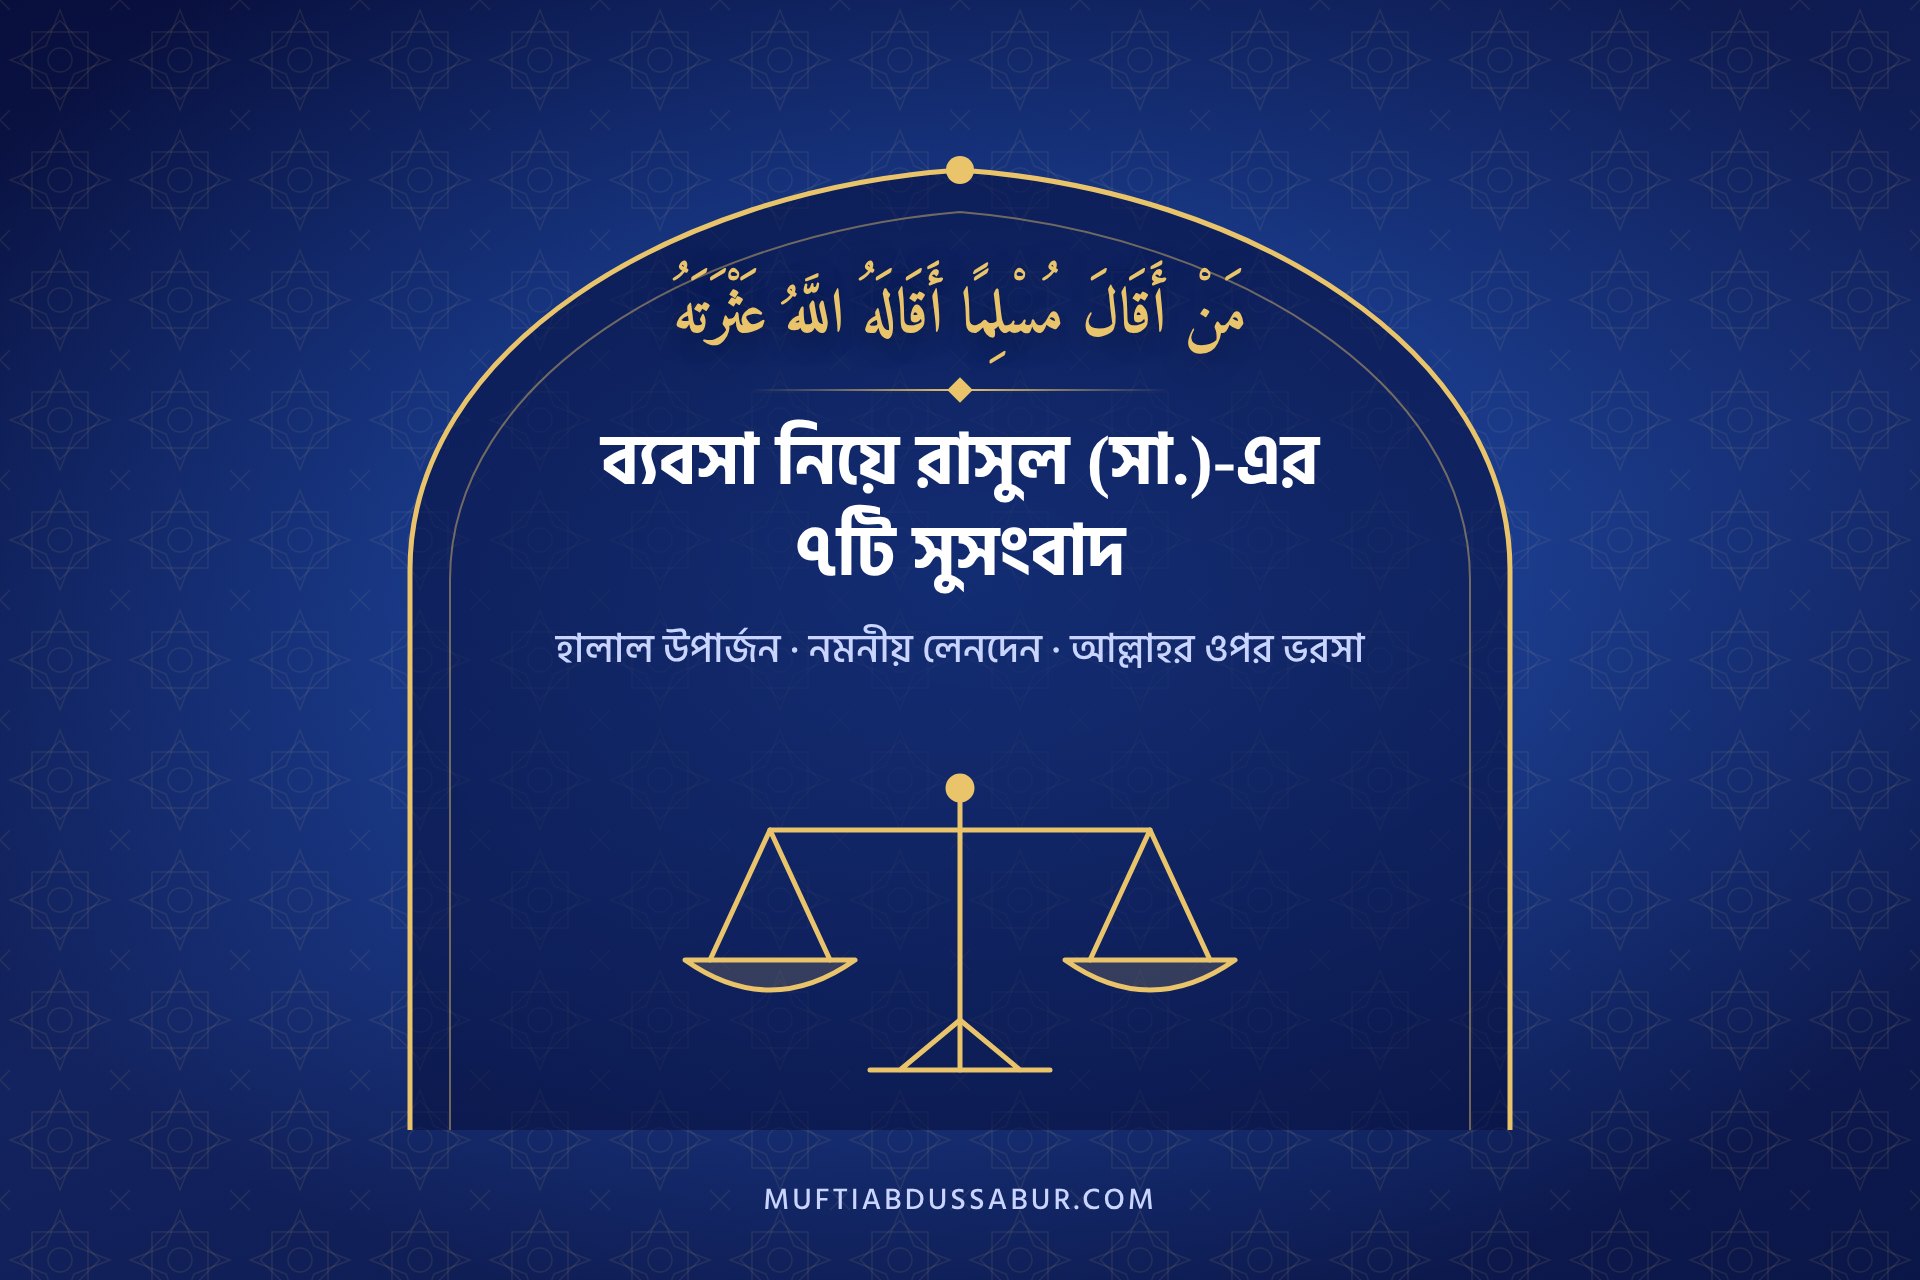 مَنْ أَقَالَ مُسْلِمًا أَقَالَهُ اللَّهُ عَثْرَتَهُ
ব্যবসা নিয়ে রাসুল (সা.)-এর
৭টি সুসংবাদ
হালাল উপার্জন · নমনীয় লেনদেন · আল্লাহর ওপর ভরসা
MUFTIABDUSSABUR.COM